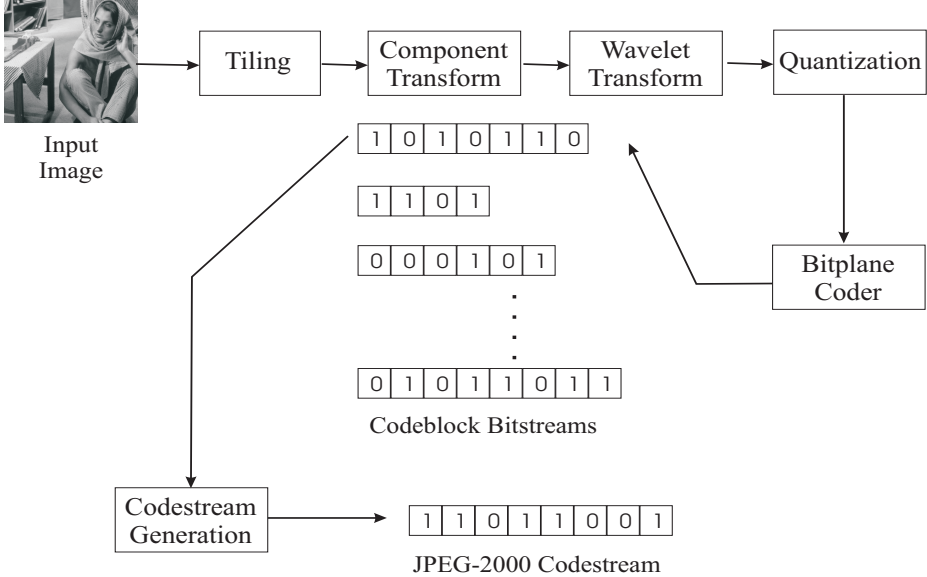 Input
Image
Tiling
Component
Transform
Wavelet
Transform
Quantization
Bitplane
Coder
1 0 1 0 1 1 0
1 1 0 1
0 0 0 1 0 1
0 1 0 1 1 0 1 1
Codeblock Bitstreams
Codestream
Generation
1 1 0 1 1 0 0 1
JPEG-2000 Codestream